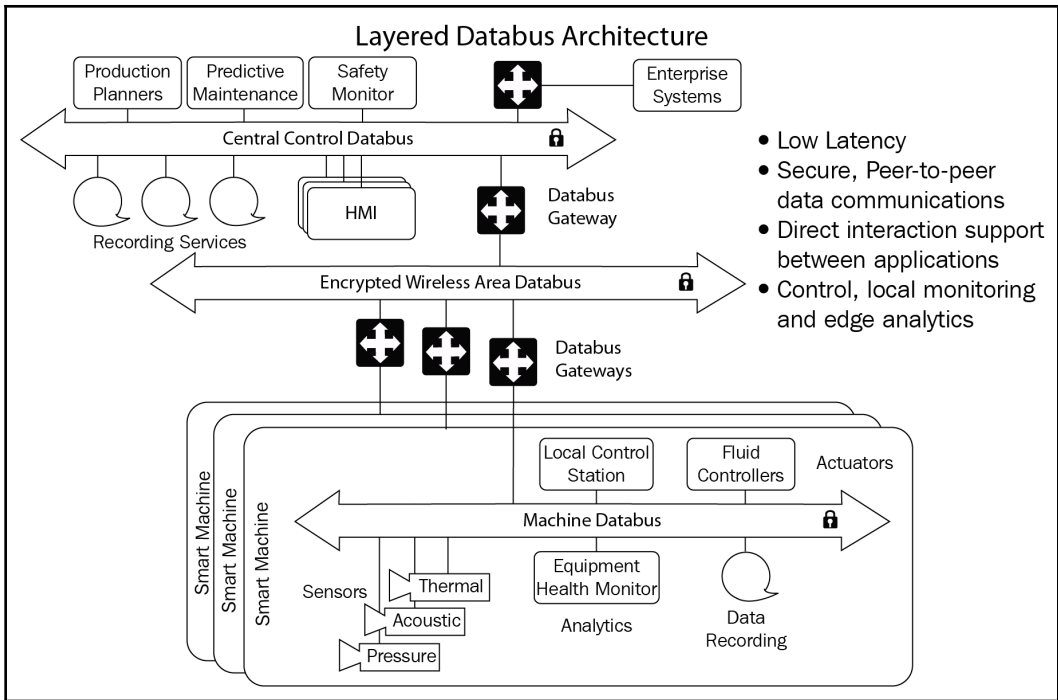 Layered Databus Architecture
Production
Planners
Predictive
Maintenance
Safety
Monitor
Enterprise
Systems
Central Control Databus
Recording Services
HMI
Databus
Gateway
• Low Latency
• Secure, Peer-to-peer
data communications
• Direct interaction support
between applications
• Control, local monitoring
and edge analytics
Encrypted Wireless Area Databus
Databus
Gateways
Smart Machine
Smart Machine
Smart Machine
Local Control
Station
Fluid
Controllers
Actuators
Machine Databus
Sensors
Thermal
Acoustic
Pressure
Equipment
Health Monitor
Analytics
Data
Recording